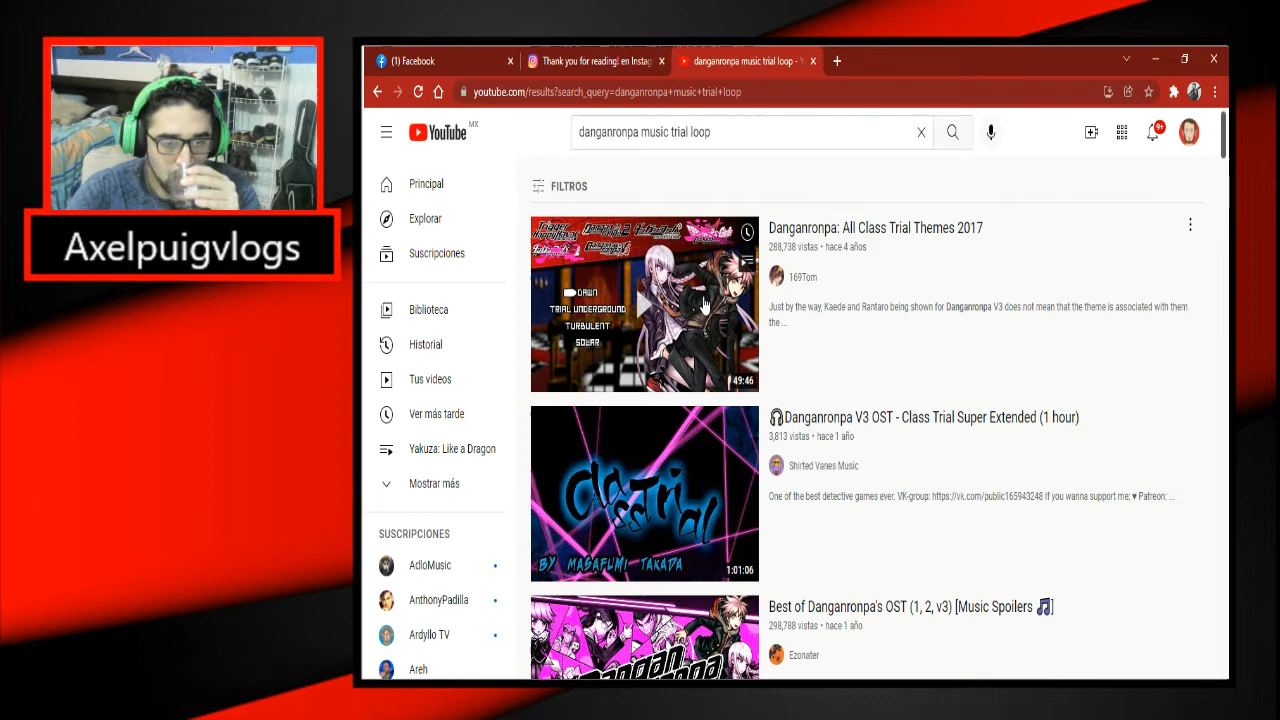 (1) Facebook
Thank you for reading! en Instag
danganronpa music trial loop -
youtube.com/results?search_query=danganronpa+music+trial+loop
YouTube MX
danganronpa music trial loop
9+
Axelpuigvlogs
Principal
Explorar
Suscripciones
Biblioteca
Historial
Tus videos
Ver más tarde
Yakuza: Like a Dragon
Mostrar más
SUSCRIPCIONES
AdloMusic
AnthonyPadilla
Ardyllo TV
Areh
FILTROS
DAWN
TRIAL UNDERGROUND
TURBULENT
SOLAR
49:46
Danganronpa: All Class Trial Themes 2017
288,738 vistas • hace 4 años
169Tom
Just by the way, Kaede and Rantaro being shown for Danganronpa V3 does not mean that the theme is associated with them
the ...
Class Trial
BY MASAFUMI TAKADA
1:01:06
🎧Danganronpa V3 OST - Class Trial Super Extended (1 hour)
3,813 vistas • hace 1 año
Shirted Vanes Music
One of the best detective games ever. VK-group: https://vk.com/public165943248 If you wanna support me: ♥ Patreon: ...
Danganronpa
Best of Danganronpa's OST (1, 2, v3) [Music Spoilers 🎵]
298,788 vistas • hace 1 año
Ezonater